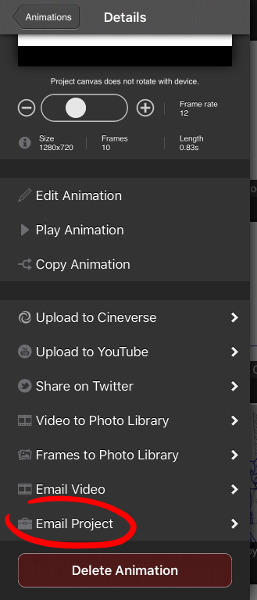 Animations
Details
Project canvas does not rotate with device.
Frame rate
12
Size
1280x720
Frames
10
Length
0.83s
Edit Animation
Play Animation
Copy Animation
Upload to Cineverse
Upload to YouTube
Share on Twitter
Video to Photo Library
Frames to Photo Library
Email Video
Email Project
Delete Animation